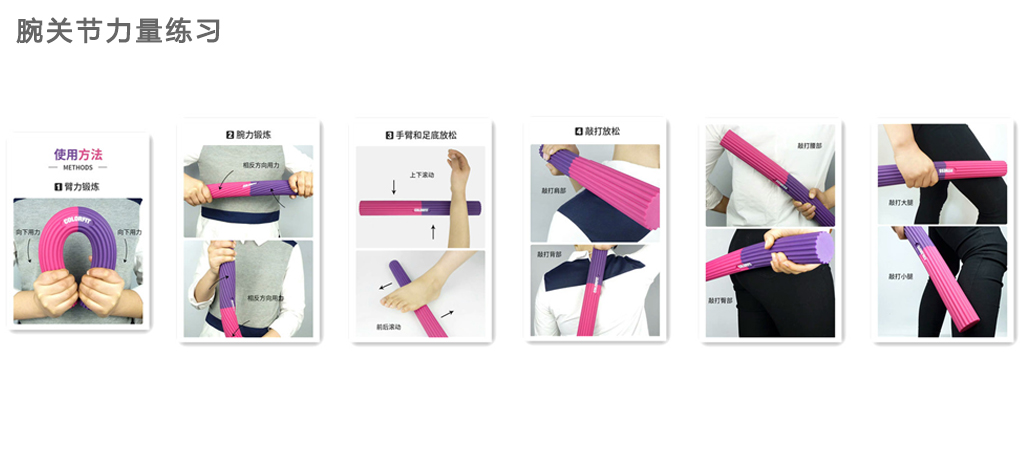 腕关节力量练习
使用方法
METHODS
1 臂力锻炼
COLORFIT
向下用力
向下用力
2 腕力锻炼
相反方向用力
相反方向用力
3 手臂和足底放松
上下滚动
前后滚动
4 敲打放松
敲打肩部
敲打背部
敲打腰部
敲打臀部
敲打大腿
敲打小腿